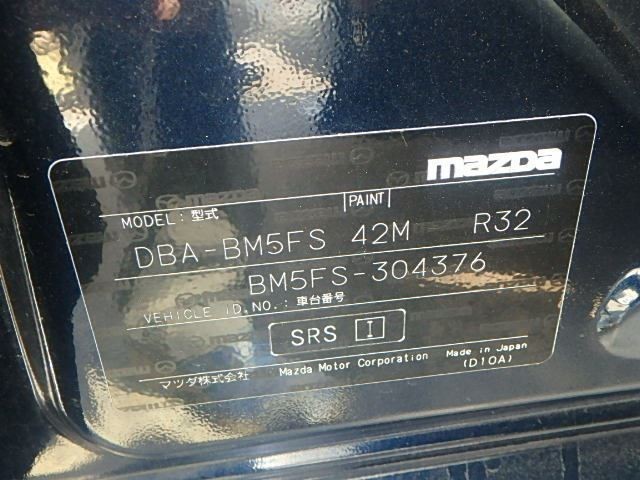 mazda
MODEL: 型式 PAINT
DBA-BM5FS 42M R32
BM5FS-304376
VEHICLE ID.NO.: 車台番号
SRS I
マツダ株式会社 Mazda Motor Corporation Made in Japan
(D10A)